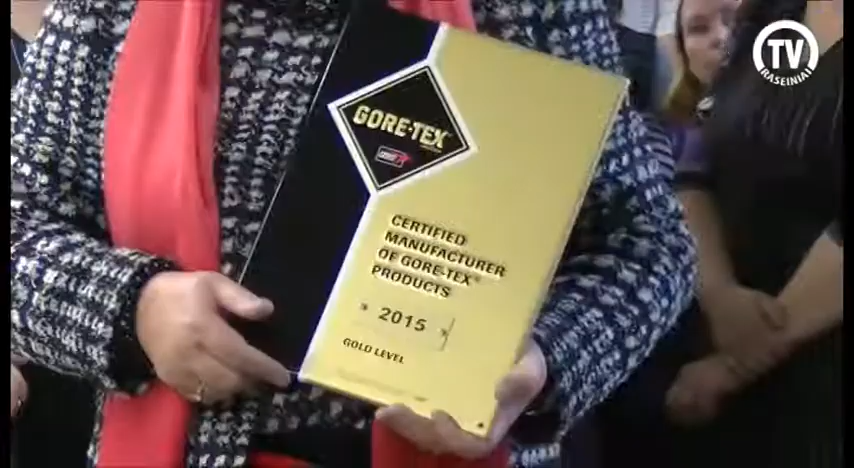 TV
RASEINIAI
GORE-TEX
CERTIFIED
MANUFACTURER
OF GORE-TEX®
PRODUCTS
2015
GOLD LEVEL